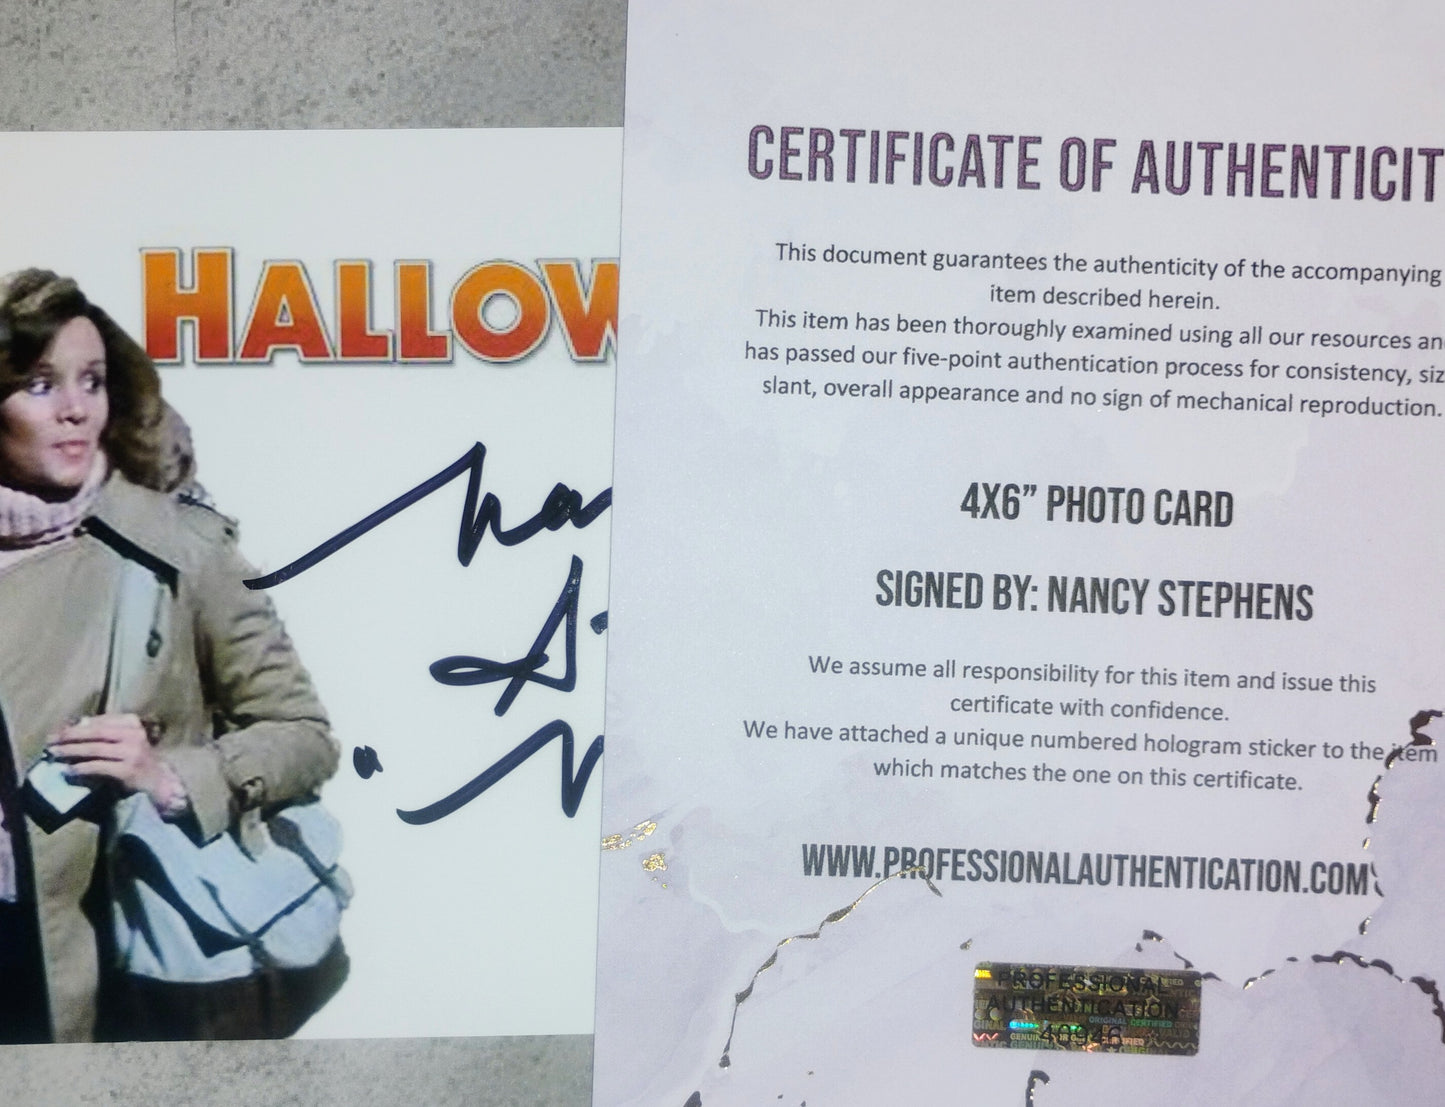 HALLOW
CERTIFICATE OF AUTHENTICIT
This document guarantees the authenticity of the accompanying
item described herein.
This item has been thoroughly examined using all our resources an
has passed our five-point authentication process for consistency, siz
slant, overall appearance and no sign of mechanical reproduction.
4X6” PHOTO CARD
SIGNED BY: NANCY STEPHENS
We assume all responsibility for this item and issue this
certificate with confidence.
We have attached a unique numbered hologram sticker to the item
which matches the one on this certificate.
WWW.PROFESSIONALAUTHENTICATION.COM
PROFESSIONAL
AUTHENTICATION